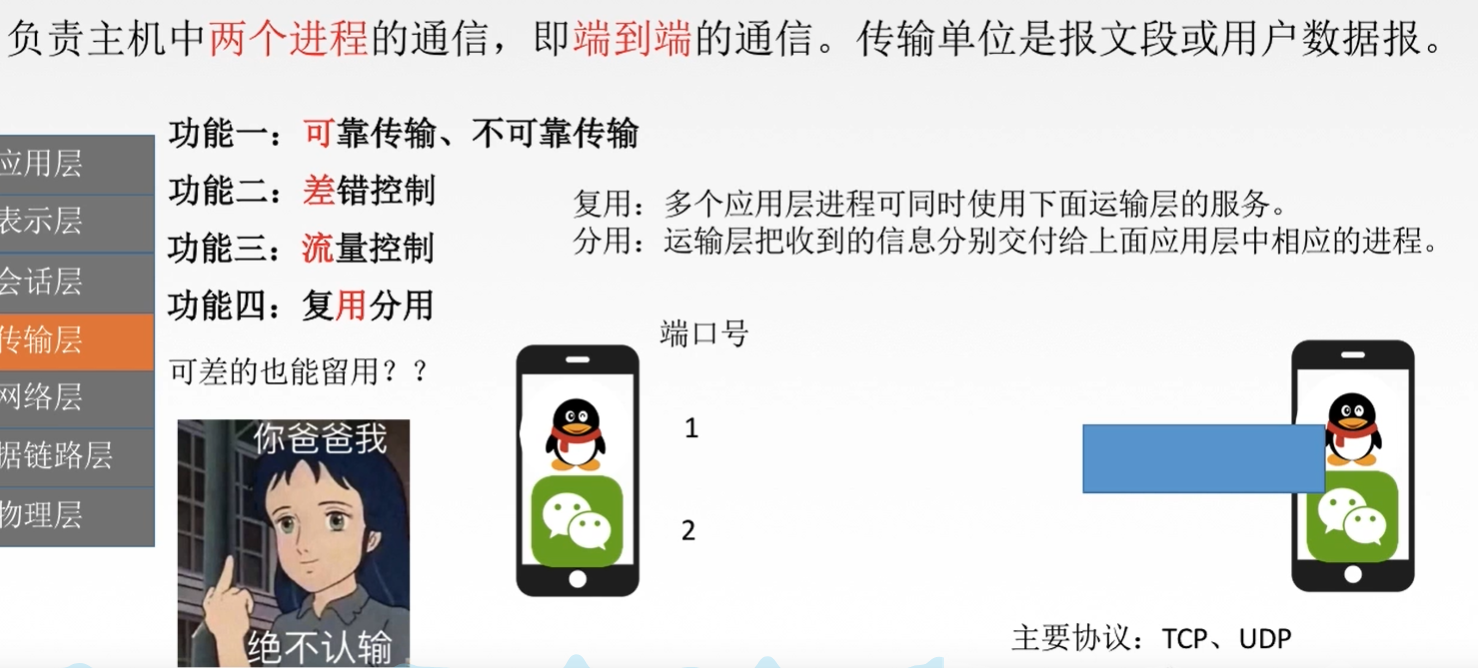 负责主机中两个进程的通信，即端到端的通信。传输单位是报文段或用户数据报。
应用层
表示层
会话层
传输层
网络层
据链路层
物理层
功能一：可靠传输、不可靠传输
功能二：差错控制
功能三：流量控制
功能四：复用分用
可差的也能留用？？
你爸爸我
绝不认输
复用：多个应用层进程可同时使用下面运输层的服务。
分用：运输层把收到的信息分别交付给上面应用层中相应的进程。
端口号
1
2
主要协议：TCP、UDP